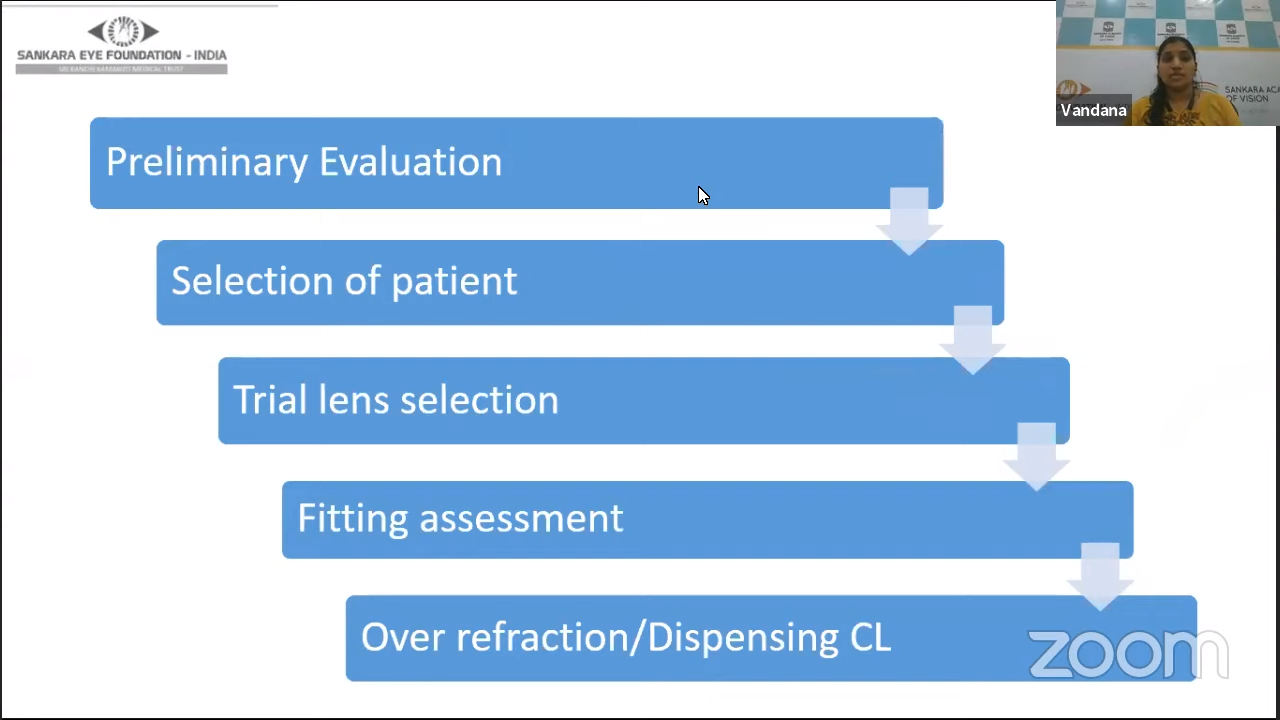 SANKARA EYE FOUNDATION - INDIA
SRI KANCHI KAMAKOTI MEDICAL TRUST
Vandana
SANKARA ACA
OF VISION
Preliminary Evaluation
Selection of patient
Trial lens selection
Fitting assessment
Over refraction/Dispensing CL
zoom